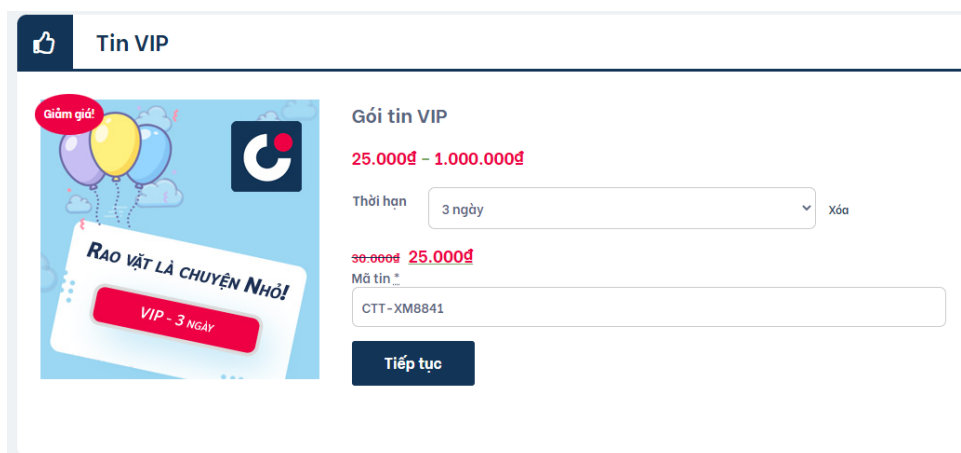 Tin VIP
Giảm giá!
RAO VẶT LÀ CHUYỆN NHỎ!
VIP - 3 NGÀY
Gói tin VIP
25.000₫ – 1.000.000₫
Thời hạn
3 ngày
Xóa
30.000₫ 25.000₫
Mã tin *
CTT-XM8841
Tiếp tục